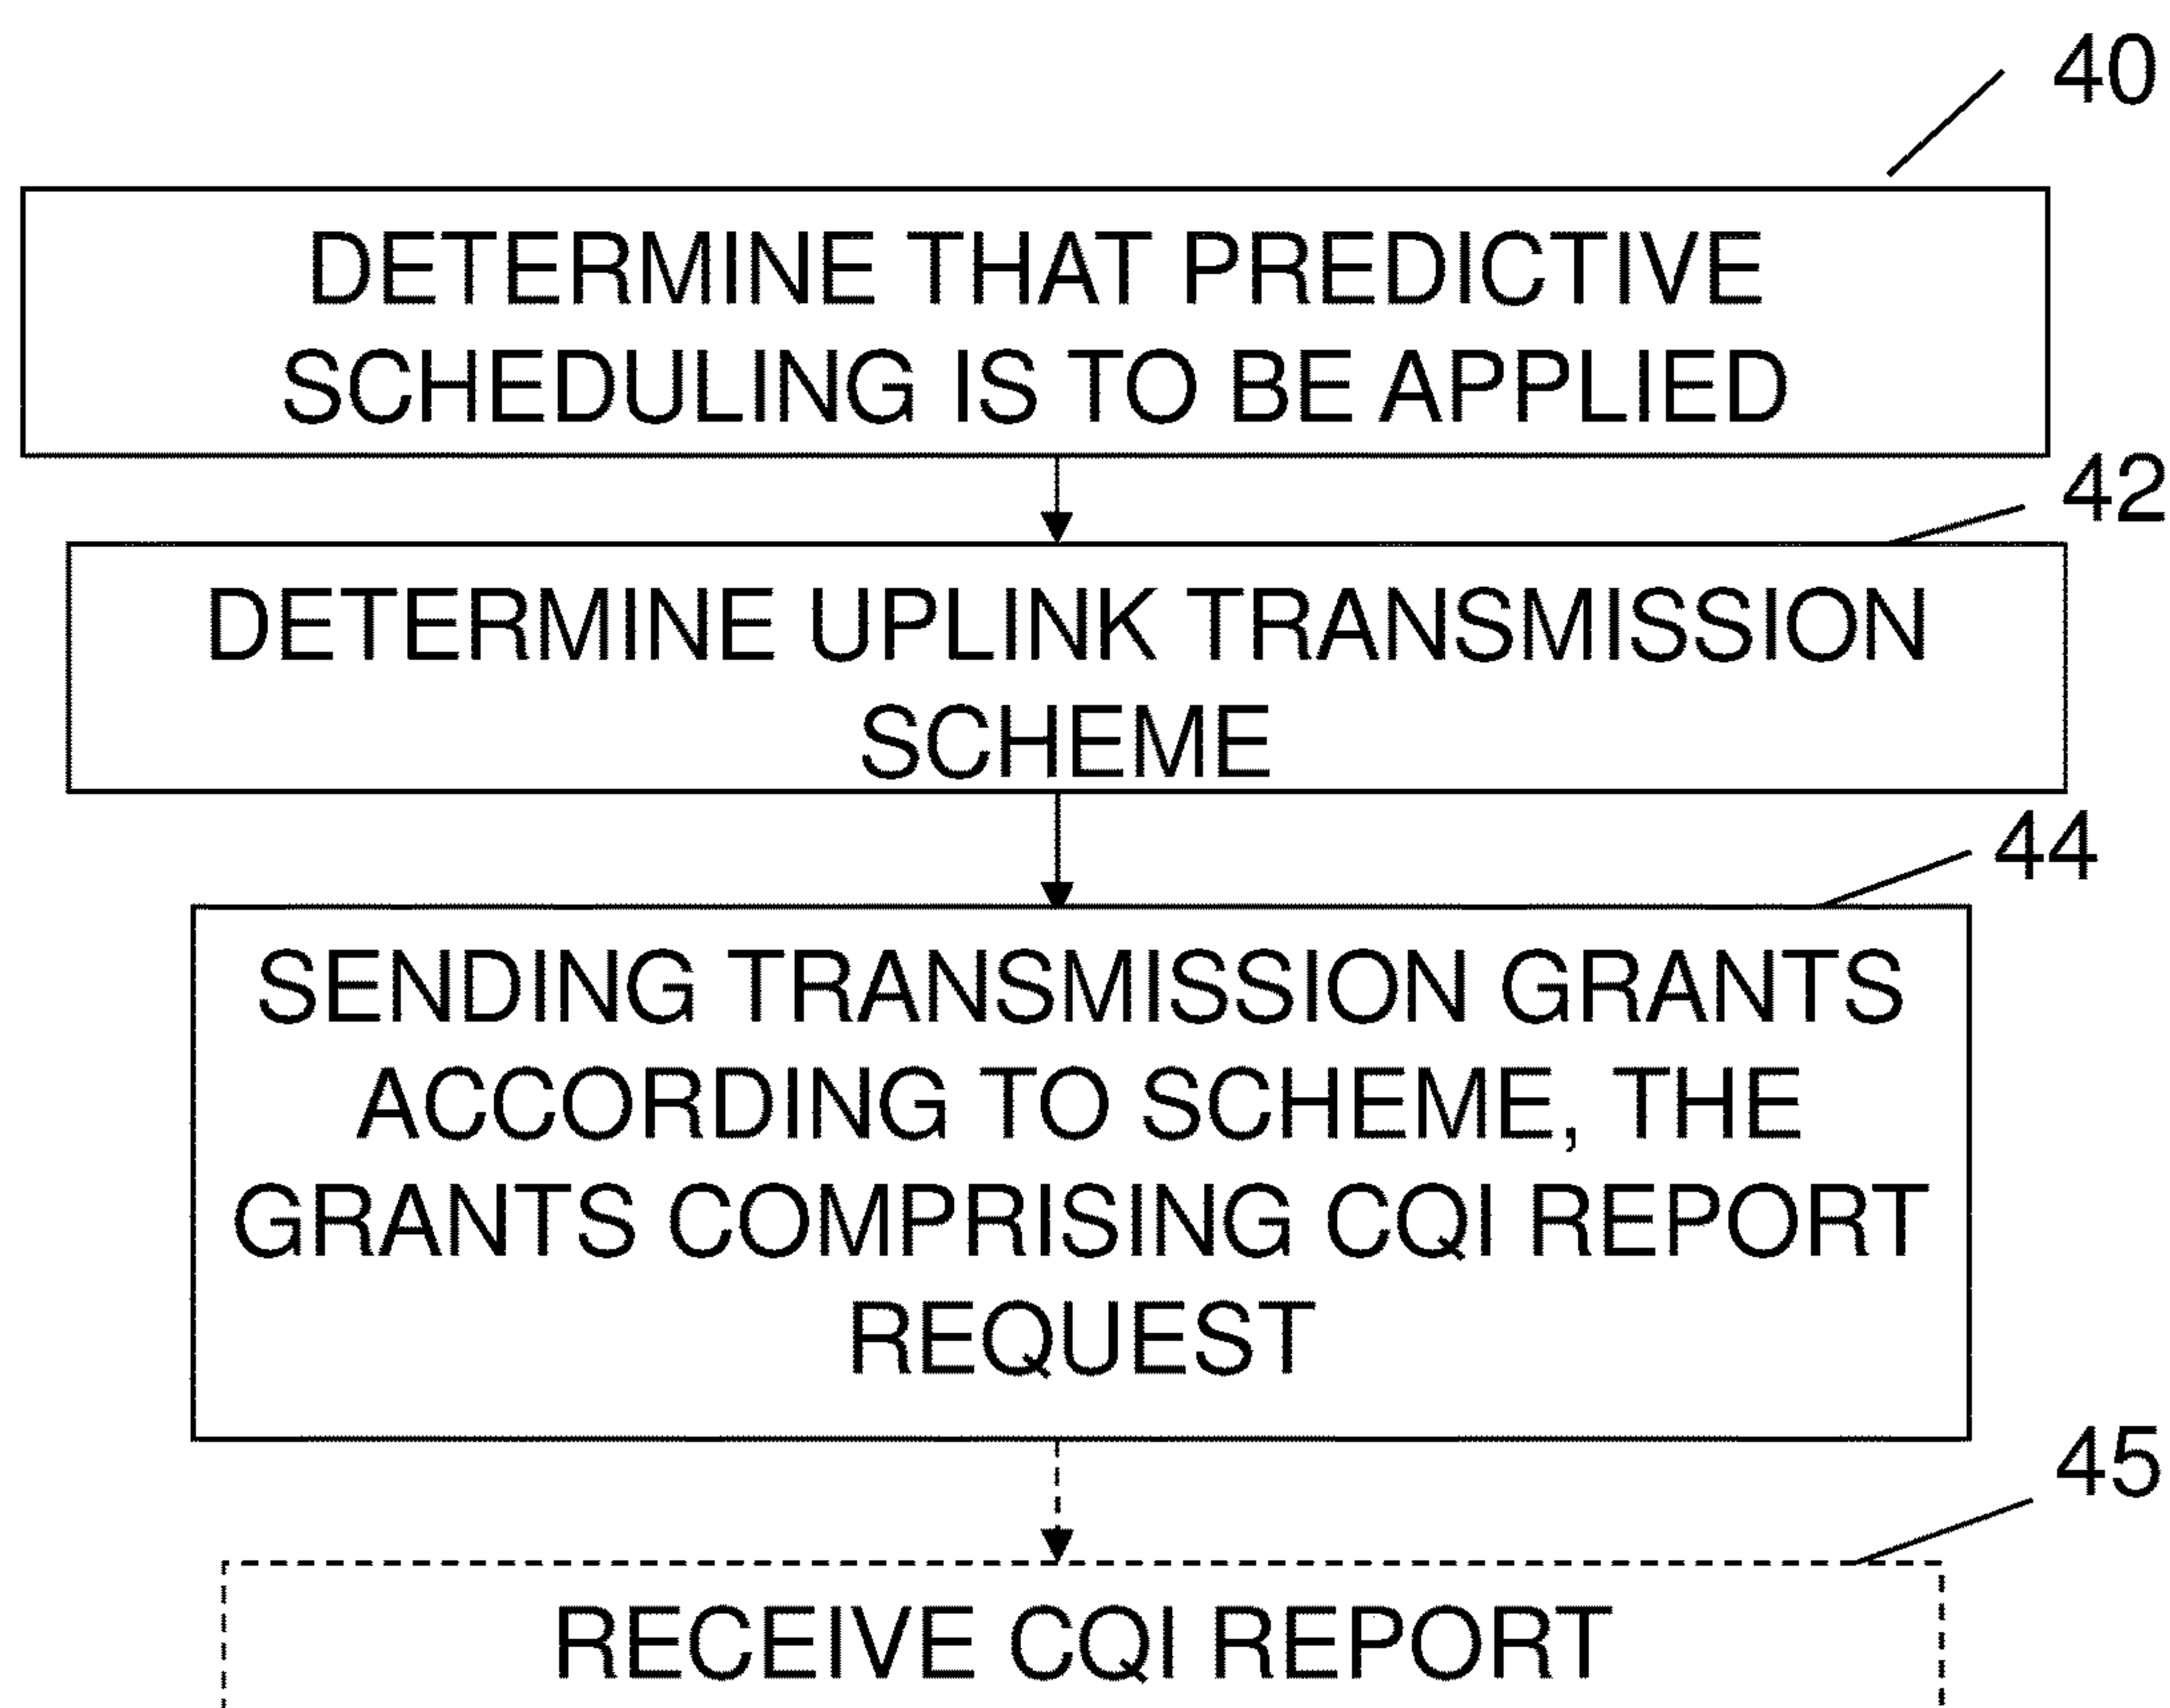 40
DETERMINE THAT PREDICTIVE
SCHEDULING IS TO BE APPLIED
42
DETERMINE UPLINK TRANSMISSION
SCHEME
44
SENDING TRANSMISSION GRANTS
ACCORDING TO SCHEME, THE
GRANTS COMPRISING CQI REPORT
REQUEST
45
RECEIVE CQI REPORT